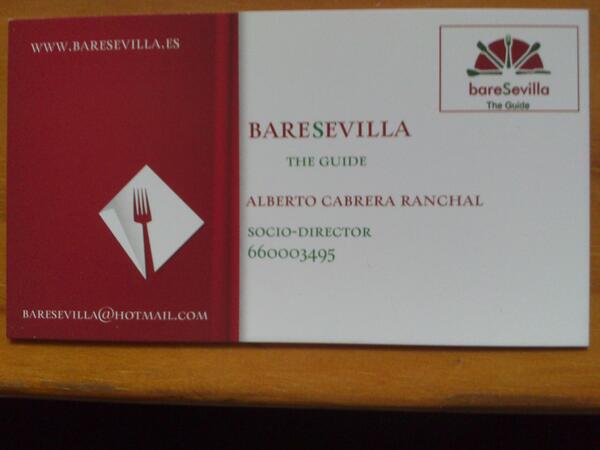 WWW.BARESEVILLA.ES
BARESEVILLA@HOTMAIL.COM
bareSevilla
The Guide
BARESEVILLA
THE GUIDE
ALBERTO CABRERA RANCHAL
SOCIO-DIRECTOR
660003495